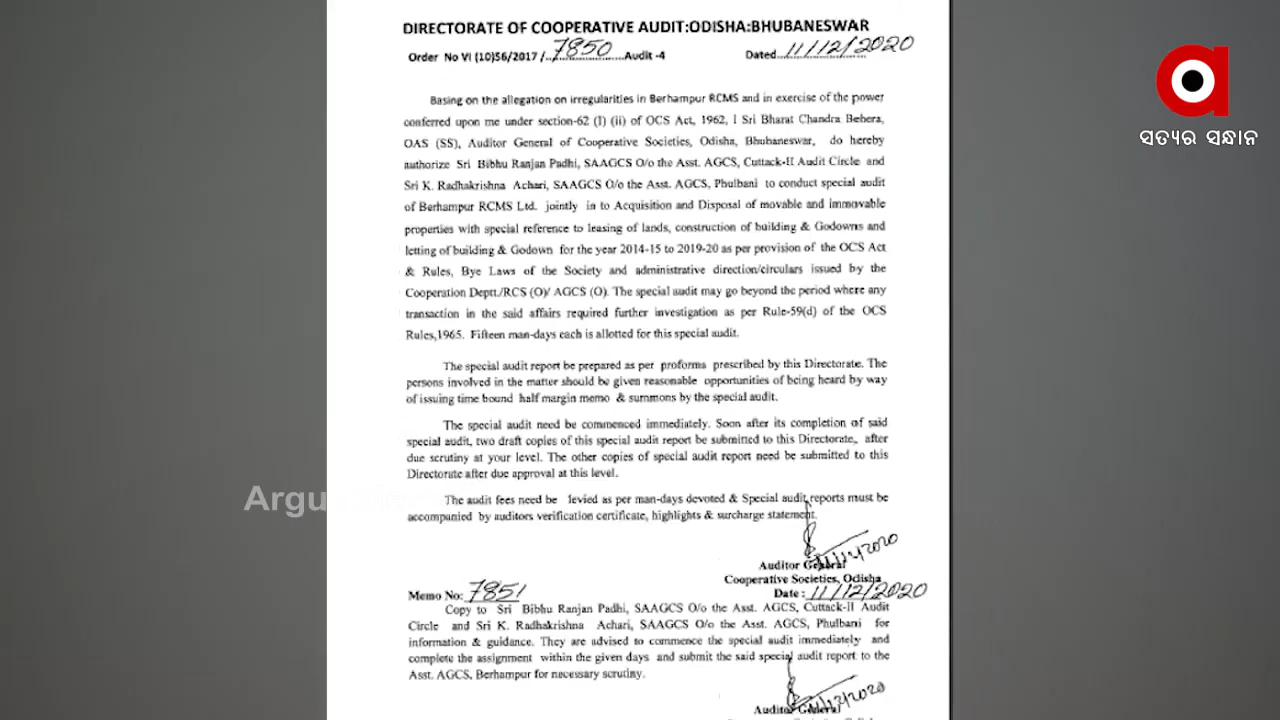 DIRECTORATE OF COOPERATIVE AUDIT:ODISHA:BHUBANESWAR
Order No VI (10)56/2017 /..7850..........Audit -4 Dated..11/12/2020
ସତ୍ୟର ସନ୍ଧାନ
Basing on the allegation on irregularities in Berhampur RCMS and in exercise of the power
conferred upon me under section-62 (I) (ii) of OCS Act, 1962, I Sri Bharat Chandra Behera,
OAS (SS), Auditor General of Cooperative Societies, Odisha, Bhubaneswar, do hereby
authorize Sri Bibhu Ranjan Padhi, SAAGCS O/o the Asst. AGCS, Cuttack-II Audit Circle and
Sri K. Radhakrishna Achari, SAAGCS O/o the Asst. AGCS, Phulbani to conduct special audit
of Berhampur RCMS Ltd. jointly in to Acquisition and Disposal of movable and immovable
properties with special reference to leasing of lands, construction of building & Godowns and
letting of building & Godown for the year 2014-15 to 2019-20 as per provision of the OCS Act
& Rules, Bye Laws of the Society and administrative direction/circulars issued by the
Cooperation Deptt./RCS (O)/ AGCS (O). The special audit may go beyond the period where any
transaction in the said affairs required further investigation as per Rule-59(d) of the OCS
Rules,1965. Fifteen man-days each is allotted for this special audit.
The special audit report be prepared as per proforms prescribed by this Directorate. The
persons involved in the matter should be given reasonable opportunities of being heard by way
of issuing time bound half margin memo & summons by the special audit.
The special audit need be commenced immediately. Soon after its completion of said
special audit, two draft copies of this special audit report be submitted to this Directorate, after
due scrutiny at your level. The other copies of special audit report need be submitted to this
Directorate after due approval at this level.
Argus
The audit fees need be levied as per man-days devoted & Special audit reports must be
accompanied by auditors verification certificate, highlights & surcharge statement.
11/12/2020
Auditor General
Cooperative Societies, Odisha
Memo No: 7851 Date : 11/12/2020
Copy to Sri Bibhu Ranjan Padhi, SAAGCS O/o the Asst. AGCS, Cuttack-II Audit
Circle and Sri K. Radhakrishna Achari, SAAGCS O/o the Asst. AGCS, Phulbani for
information & guidance. They are advised to commence the special audit immediately and
complete the assignment within the given days and submit the said special audit report to the
Asst. AGCS, Berhampur for necessary scrutiny.
11/12/2020
Auditor General